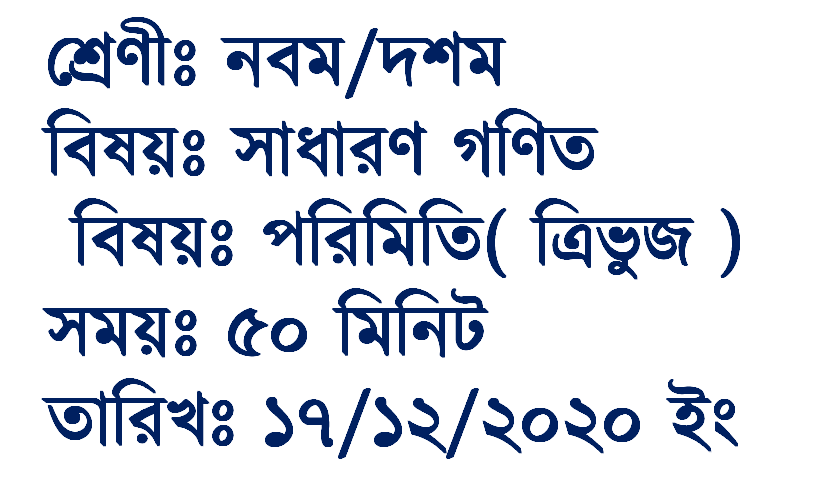 শ্রেণীঃ নবম/দশম
বিষয়ঃ সাধারণ গণিত
বিষয়ঃ পরিমিতি( ত্রিভুজ )
সময়ঃ ৫০ মিনিট
তারিখঃ ১৭/১২/২০২০ ইং